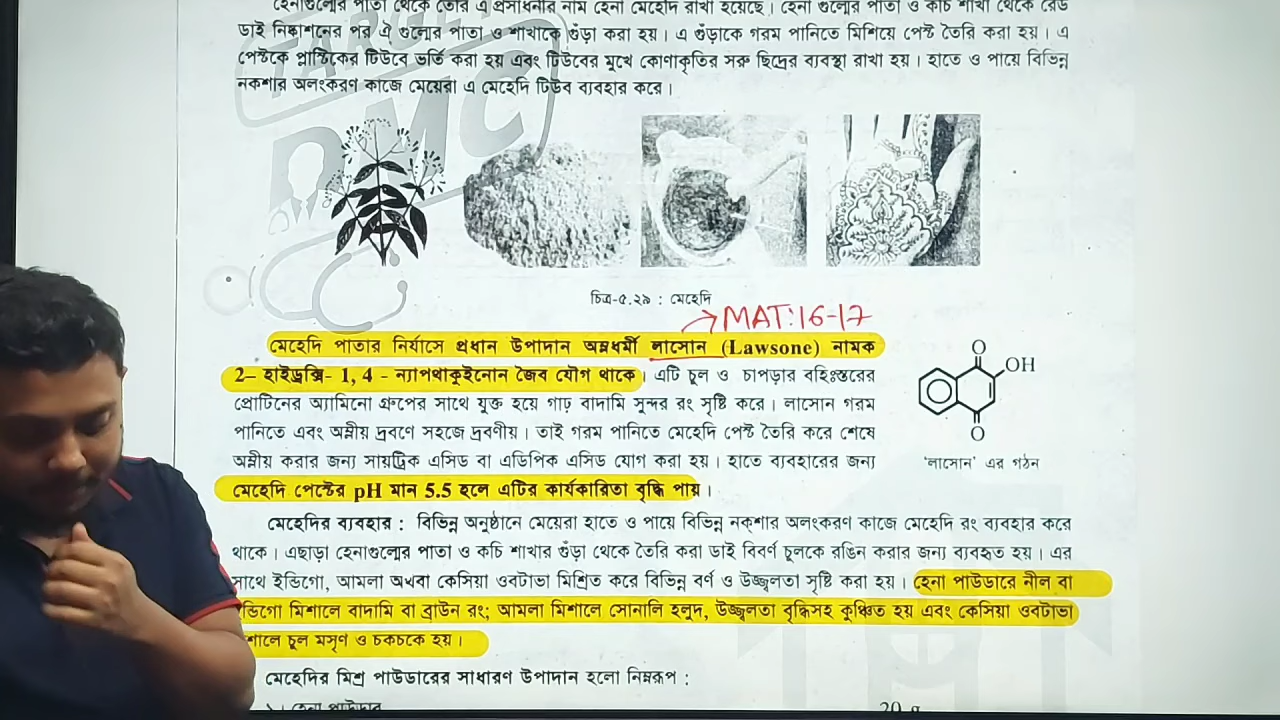 হেনাগুল্মের পাতা থেকে তৈরি এ প্রসাধনীর নাম হেনা মেহেদি রাখা হয়েছে। হেনা গুল্মের পাতা ও কচি শাখা থেকে রেড
ডাই নিষ্কাশনের পর ঐ গুল্মের পাতা ও শাখাকে গুঁড়া করা হয়। এ গুঁড়াকে গরম পানিতে মিশিয়ে পেস্ট তৈরি করা হয়। এ
পেস্টকে প্লাস্টিকের টিউবে ভর্তি করা হয় এবং টিউবের মুখে কোণাকৃতির সরু ছিদ্রের ব্যবস্থা রাখা হয়। হাতে ও পায়ে বিভিন্ন
নকশার অলংকরণ কাজে মেয়েরা এ মেহেদি টিউব ব্যবহার করে।
TARGET
DMC
চিত্র-৫.২৯ : মেহেদি
MAT:16-17
মেহেদি পাতার নির্যাসে প্রধান উপাদান অম্লধর্মী লাসোন (Lawsone) নামক
2– হাইড্রক্সি- 1, 4 - ন্যাপথাকুইনোন জৈব যৌগ থাকে। এটি চুল ও চামড়ার বহিঃস্তরের
প্রোটিনের অ্যামিনো গ্রুপের সাথে যুক্ত হয়ে গাঢ় বাদামি সুন্দর রং সৃষ্টি করে। লাসোন গরম
পানিতে এবং অম্লীয় দ্রবণে সহজে দ্রবণীয়। তাই গরম পানিতে মেহেদি পেস্ট তৈরি করে শেষে
অম্লীয় করার জন্য সায়ট্রিক এসিড বা এডিপিক এসিড যোগ করা হয়। হাতে ব্যবহারের জন্য
মেহেদি পেস্টের pH মান 5.5 হলে এটির কার্যকারিতা বৃদ্ধি পায়।
O
OH
O
'লাসোন' এর গঠন
মেহেদির ব্যবহার : বিভিন্ন অনুষ্ঠানে মেয়েরা হাতে ও পায়ে বিভিন্ন নকশার অলংকরণ কাজে মেহেদি রং ব্যবহার করে
থাকে। এছাড়া হেনাগুল্মের পাতা ও কচি শাখার গুঁড়া থেকে তৈরি করা ডাই বিবর্ণ চুলকে রঙিন করার জন্য ব্যবহৃত হয়। এর
সাথে ইন্ডিগো, আমলা অথবা কেসিয়া ওবটাভা মিশ্রিত করে বিভিন্ন বর্ণ ও উজ্জ্বলতা সৃষ্টি করা হয়। হেনা পাউডারে নীল বা
ন্ডিগো মিশালে বাদামি বা ব্রাউন রং; আমলা মিশালে সোনালি হলুদ, উজ্জ্বলতা বৃদ্ধিসহ কুঞ্চিত হয় এবং কেসিয়া ওবটাভা
শালে চুল মসৃণ ও চকচকে হয়।
মেহেদির মিশ্র পাউডারের সাধারণ উপাদান হলো নিম্নরূপ :
১। হেনা পাউডার 20 g